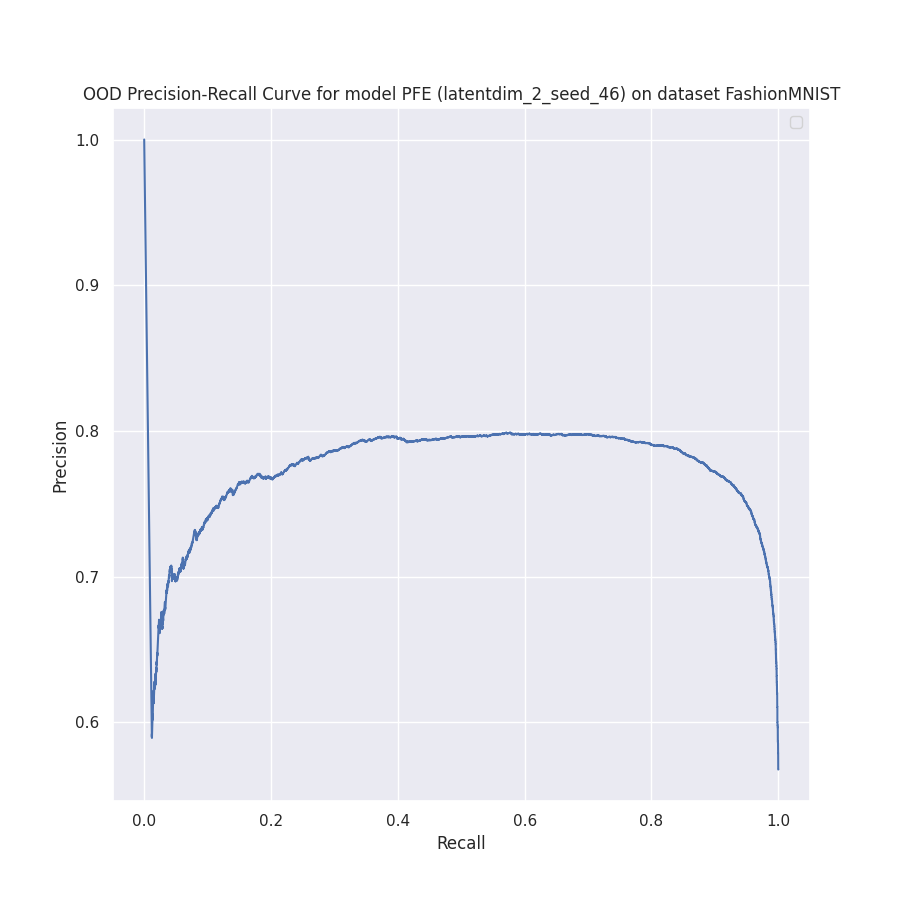 OOD Precision-Recall Curve for model PFE (latentdim_2_seed_46) on dataset FashionMNIST
1.0
0.9
0.8
0.7
0.6
Precision
0.0 0.2 0.4 0.6 0.8 1.0
Recall